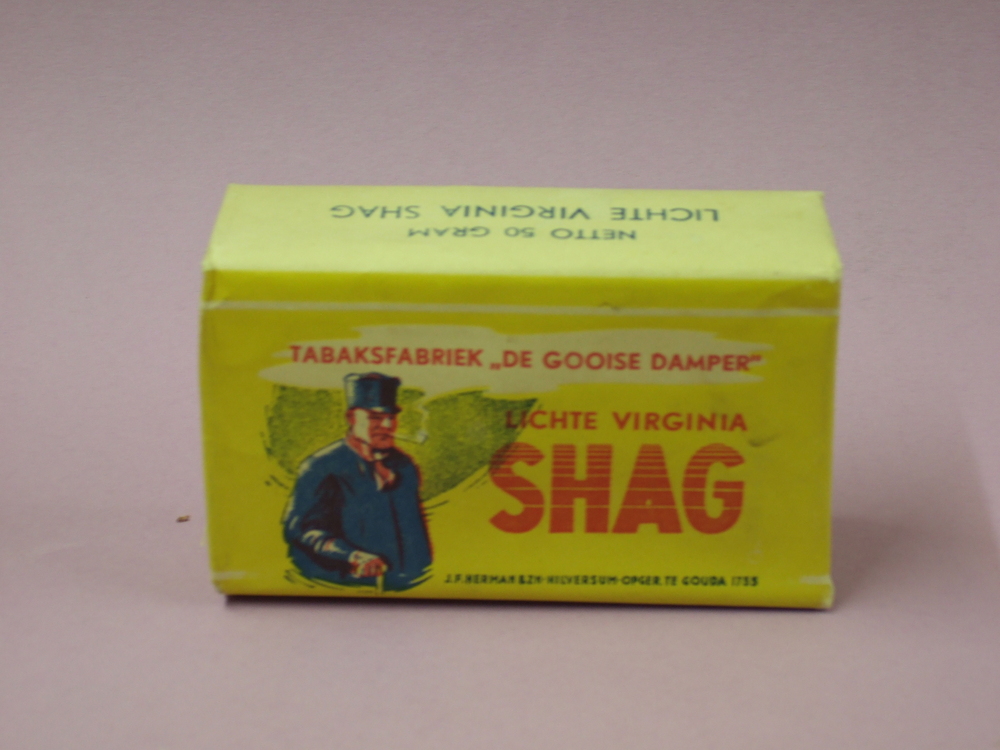 LICHTE VIRGINIA SHAG
NETTO 50 GRAM
TABAKSFABRIEK „DE GOOISE DAMPER"
LICHTE VIRGINIA
SHAG
J.F.HERMAN & ZN·HILVERSUM·OPGER.TE GOUDA 1755